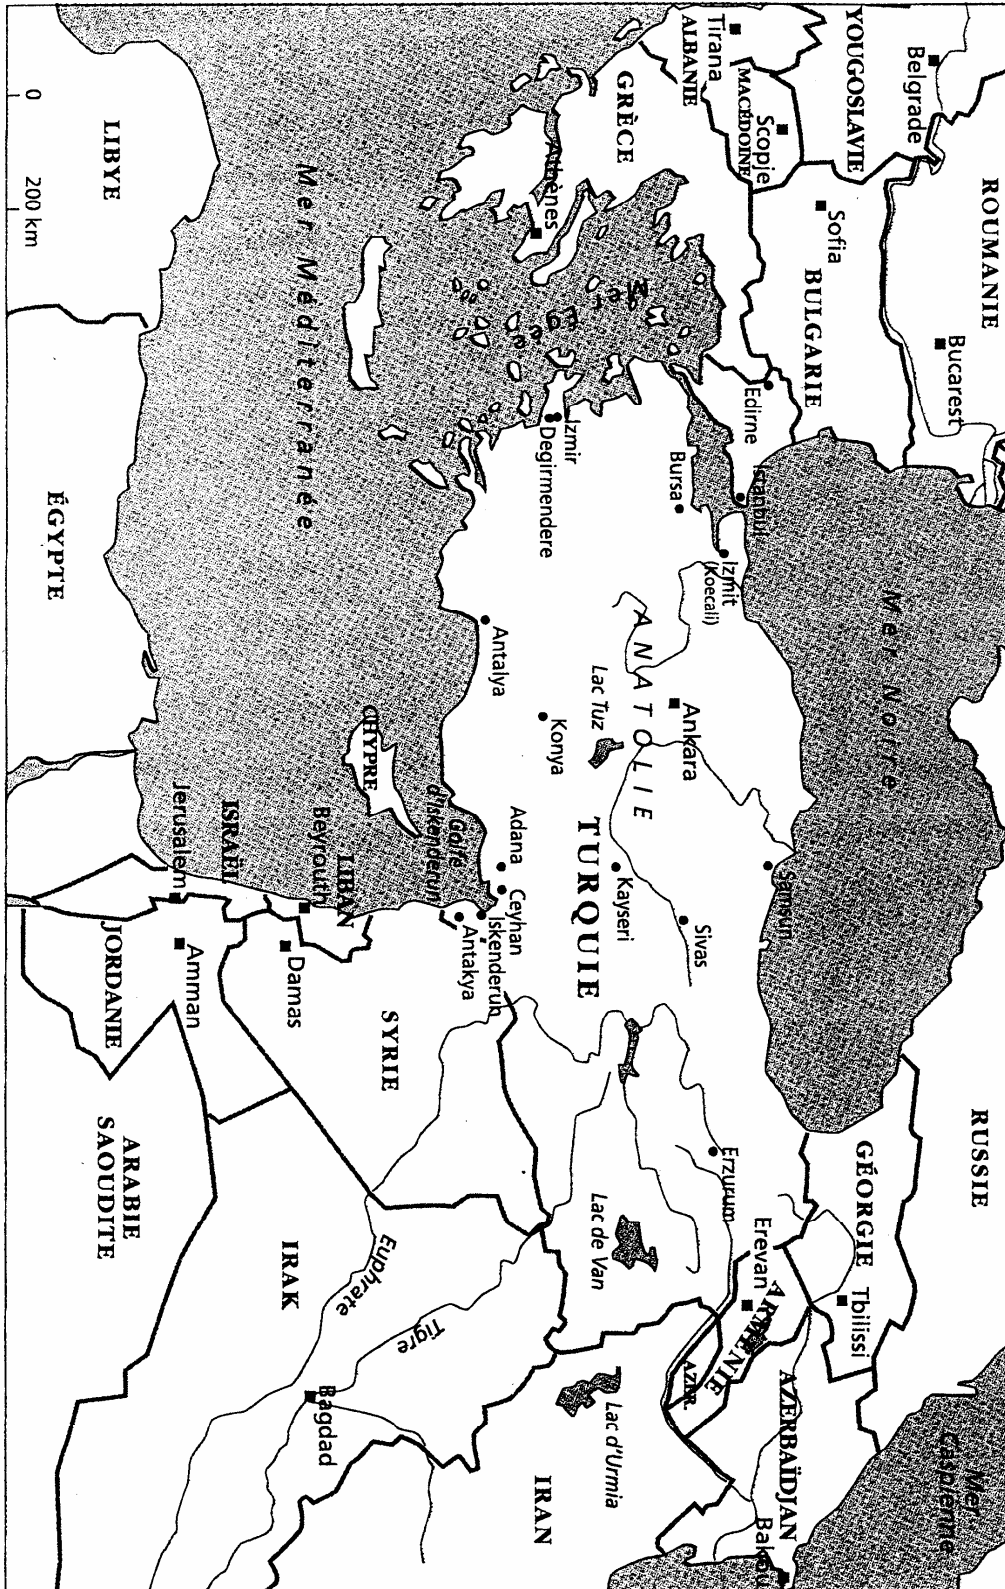 YOUGOSLAVIE
Belgrade
ROUMANIE
Bucarest
RUSSIE
Tirana
ALBANIE
MACÉDOINE
Scopje
Sofia
BULGARIE
GRÈCE
Athènes
Mer Égée
Edirne
Istanbul
Bursa
Izmit
(Koecali)
Izmir
Degirmendere
Mer Noire
ANATOLIE
Ankara
Lac Tuz
Konya
Antalya
TURQUIE
Kayseri
Sivas
Samsun
Adana
Ceyhan
Iskenderun
Antakya
Golfe
d'Iskenderun
Erzurum
Lac de Van
GÉORGIE
Tbilissi
Erevan
ARMÉNIE
AZER.
AZERBAÏDJAN
Bakou
Mer
Caspienne
Lac d'Urmia
IRAN
CHYPRE
Mer Méditerranée
LIBAN
Beyrouth
ISRAËL
Jerusalem
SYRIE
Damas
JORDANIE
Amman
IRAK
Euphrate
Tigre
Bagdad
ARABIE
SAOUDITE
LIBYE
ÉGYPTE
0 200 km